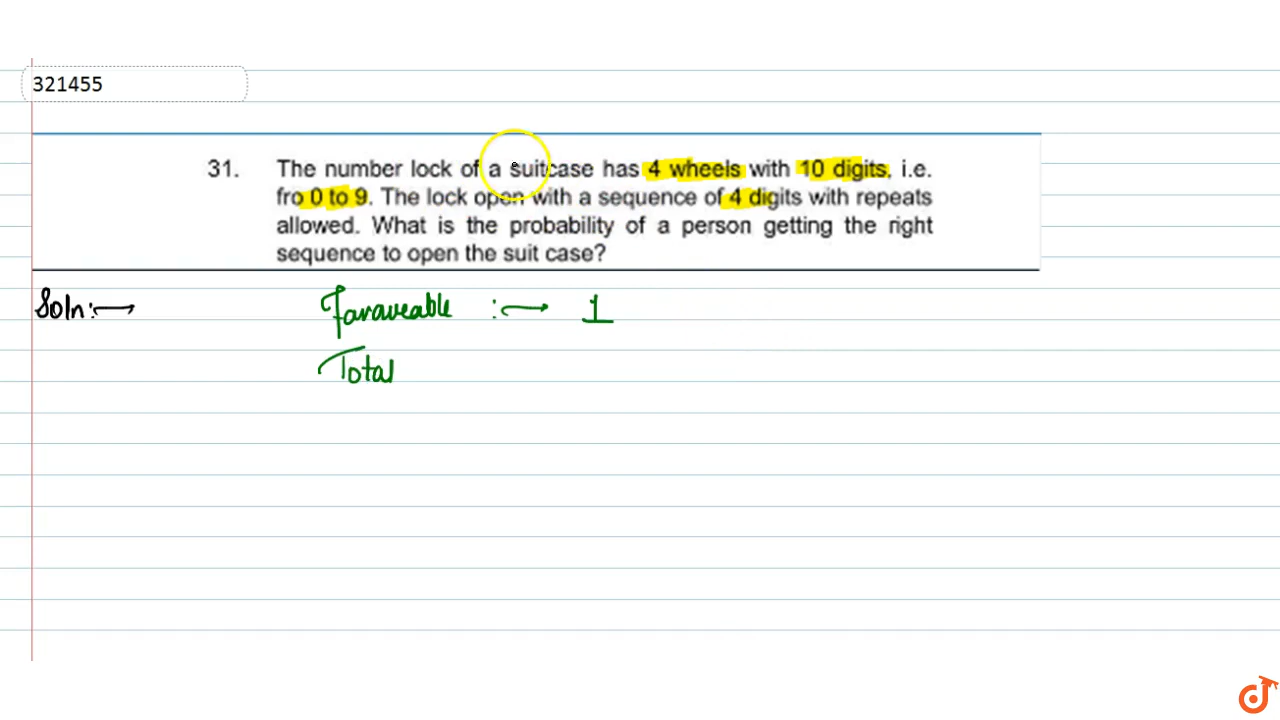 321455
31. The number lock of a suitcase has 4 wheels with 10 digits, i.e.
fro 0 to 9. The lock open with a sequence of 4 digits with repeats
allowed. What is the probability of a person getting the right
sequence to open the suit case?
Soln:→ Faraveable :→ 1
Total